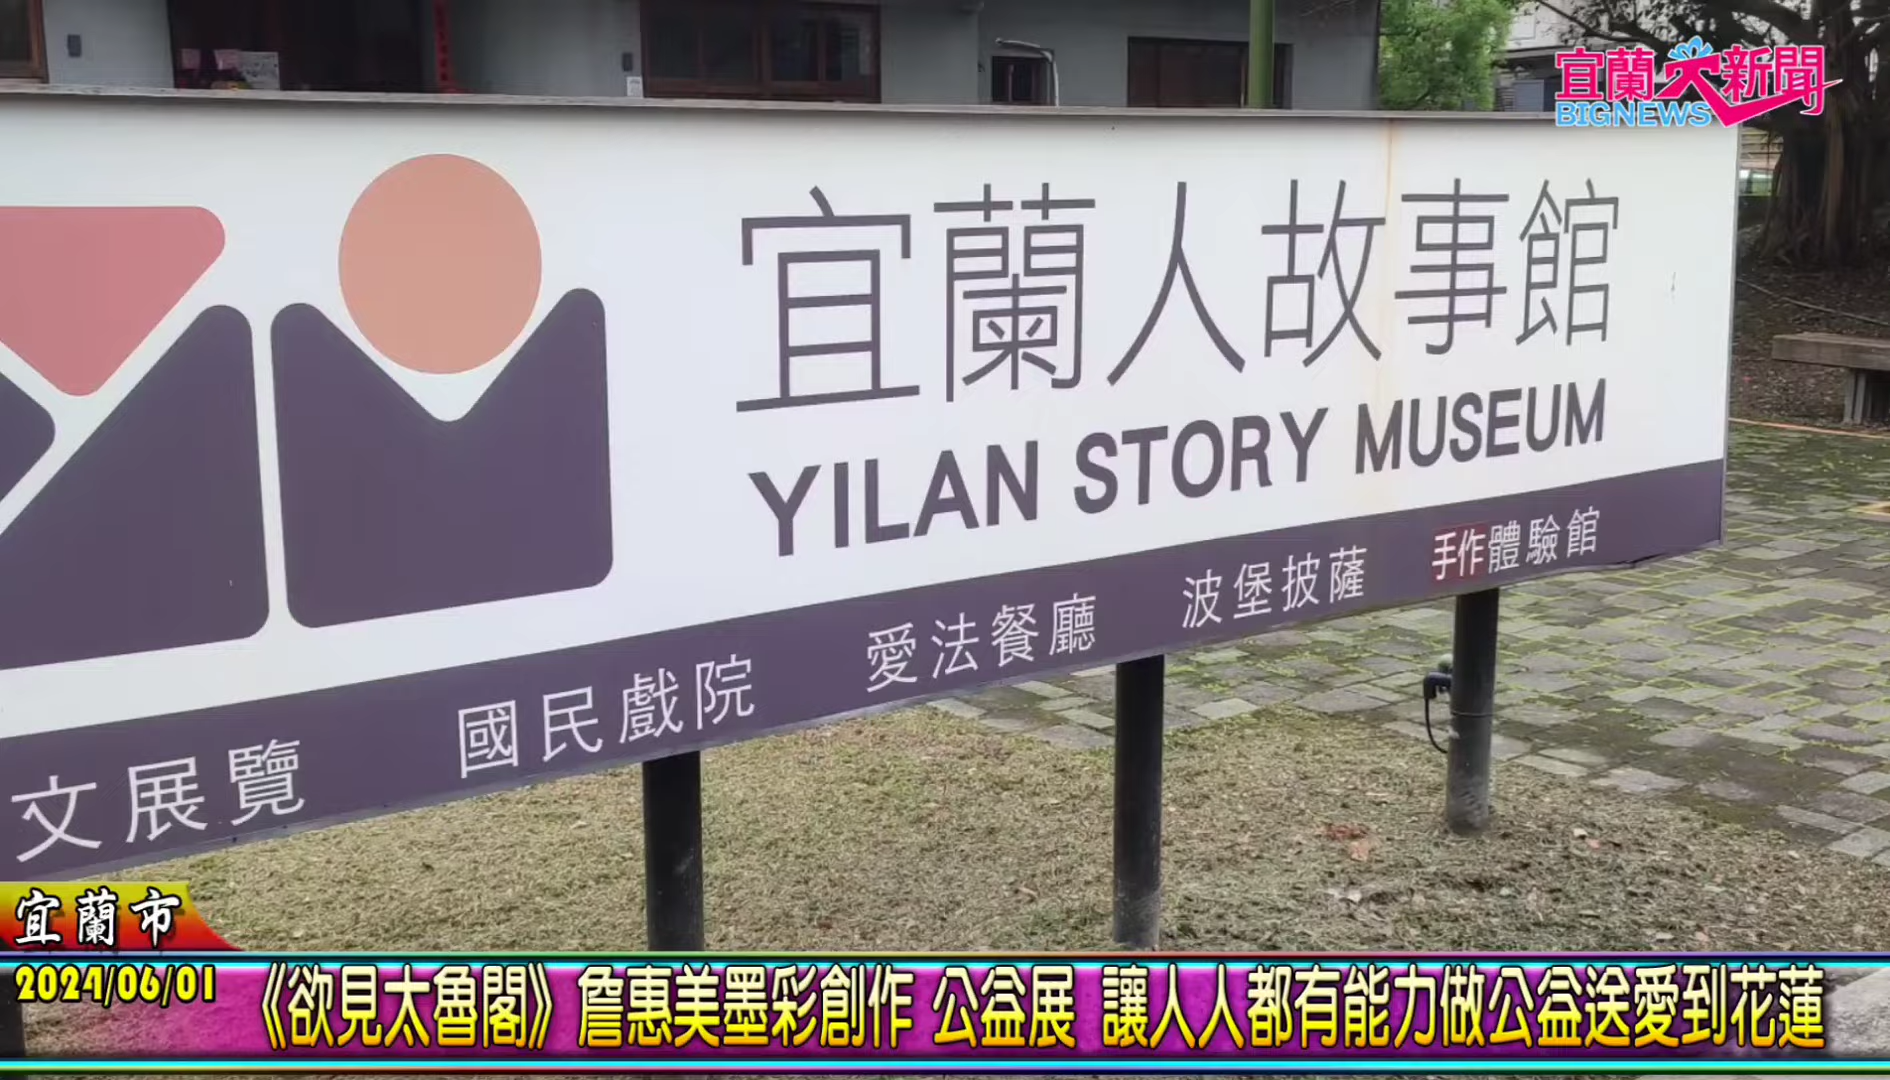 宜蘭大新聞
BIGNEWS
宜蘭人故事館
YILAN STORY MUSEUM
文展覽 國民戲院 愛法餐廳 波堡披薩 手作體驗館
宜蘭市
2024/06/01
《欲見太魯閣》詹惠美墨彩創作 公益展 讓人人都有能力做公益送愛到花蓮